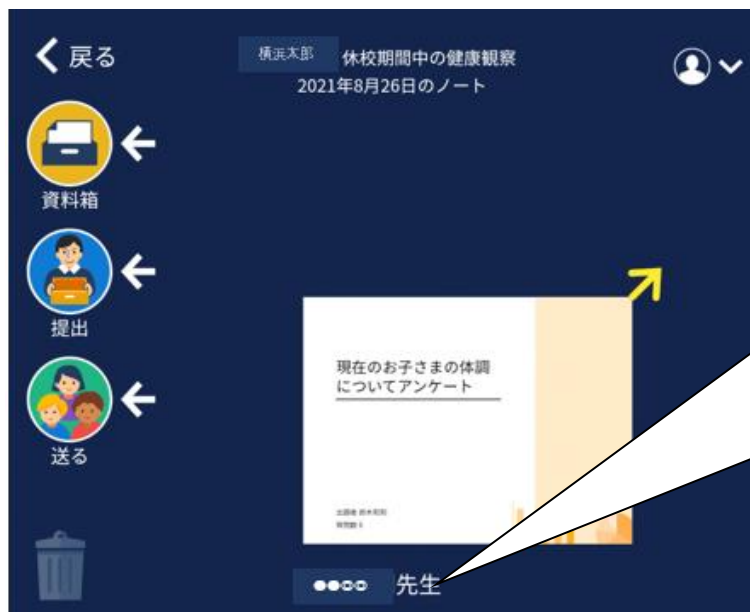 戻る
横浜太郎 休校期間中の健康観察
2021年8月26日のノート
資料箱
提出
送る
現在のお子さまの体調
についてアンケート
先生